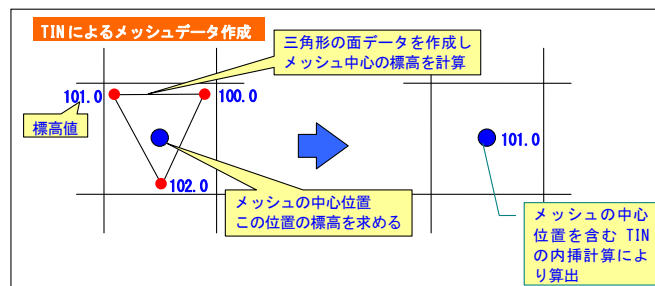 TINによるメッシュデータ作成
三角形の面データを作成し
メッシュ中心の標高を計算
101.0
100.0
標高値
101.0
102.0
メッシュの中心位置
この位置の標高を求める
メッシュの中心
位置を含む TIN
の内挿計算によ
り算出